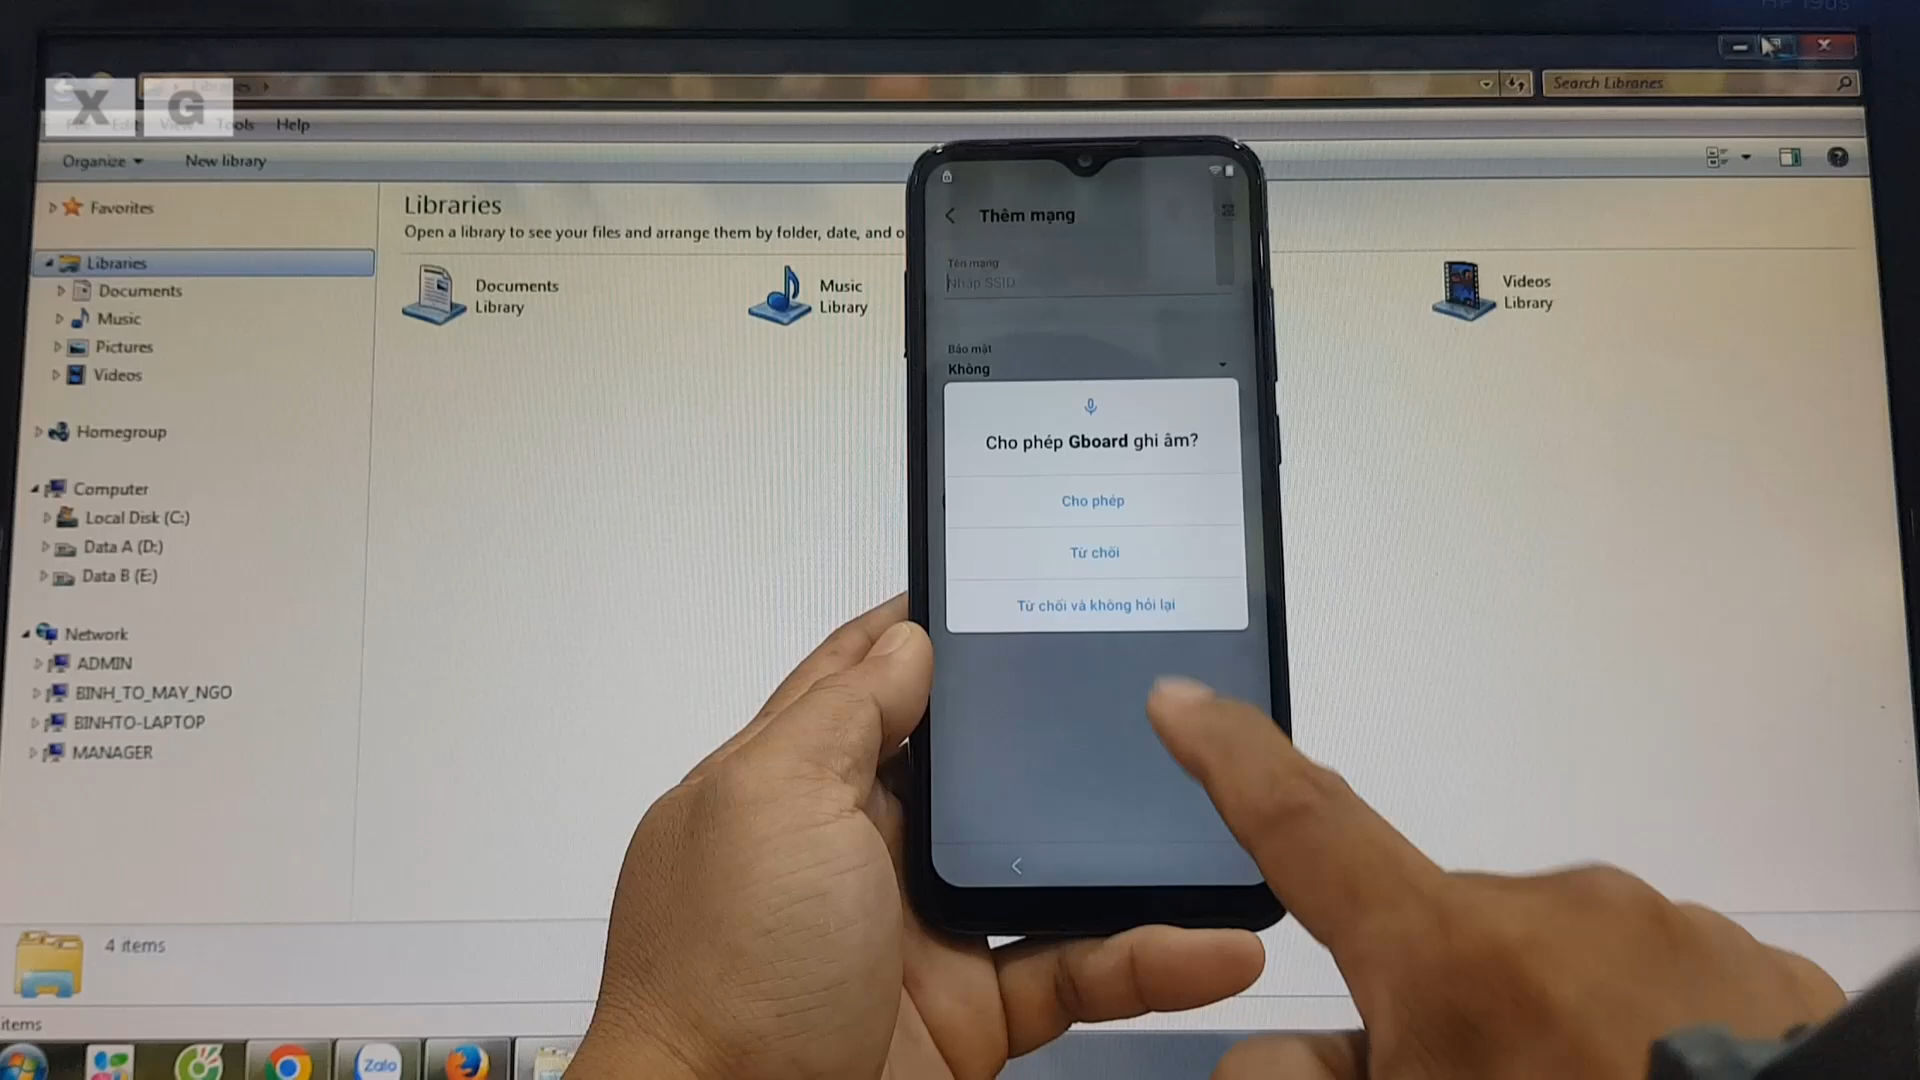 X G
Tools Help
Search Libraries
Organize
New library
Favorites
Libraries
Documents
Music
Pictures
Videos
Homegroup
Computer
Local Disk (C:)
Data A (D:)
Data B (E:)
Network
ADMIN
BINH_TO_MAY_NGO
BINHTO-LAPTOP
MANAGER
Libraries
Open a library to see your files and arrange them by folder, date, and o
Documents
Library
Music
Library
Videos
Library
Thêm mạng
Tên mạng
Nhập SSID
Bảo mật
Không
Cho phép Gboard ghi âm?
Cho phép
Từ chối
Từ chối và không hỏi lại
4 items
items
Zalo